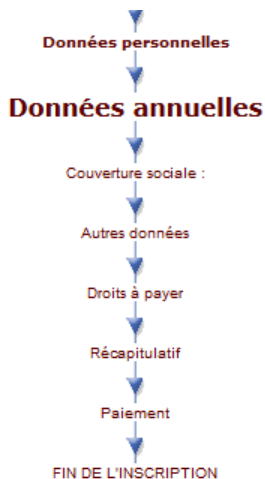 Données personnelles
Données annuelles
Couverture sociale :
Autres données
Droits à payer
Récapitulatif
Paiement
FIN DE L'INSCRIPTION